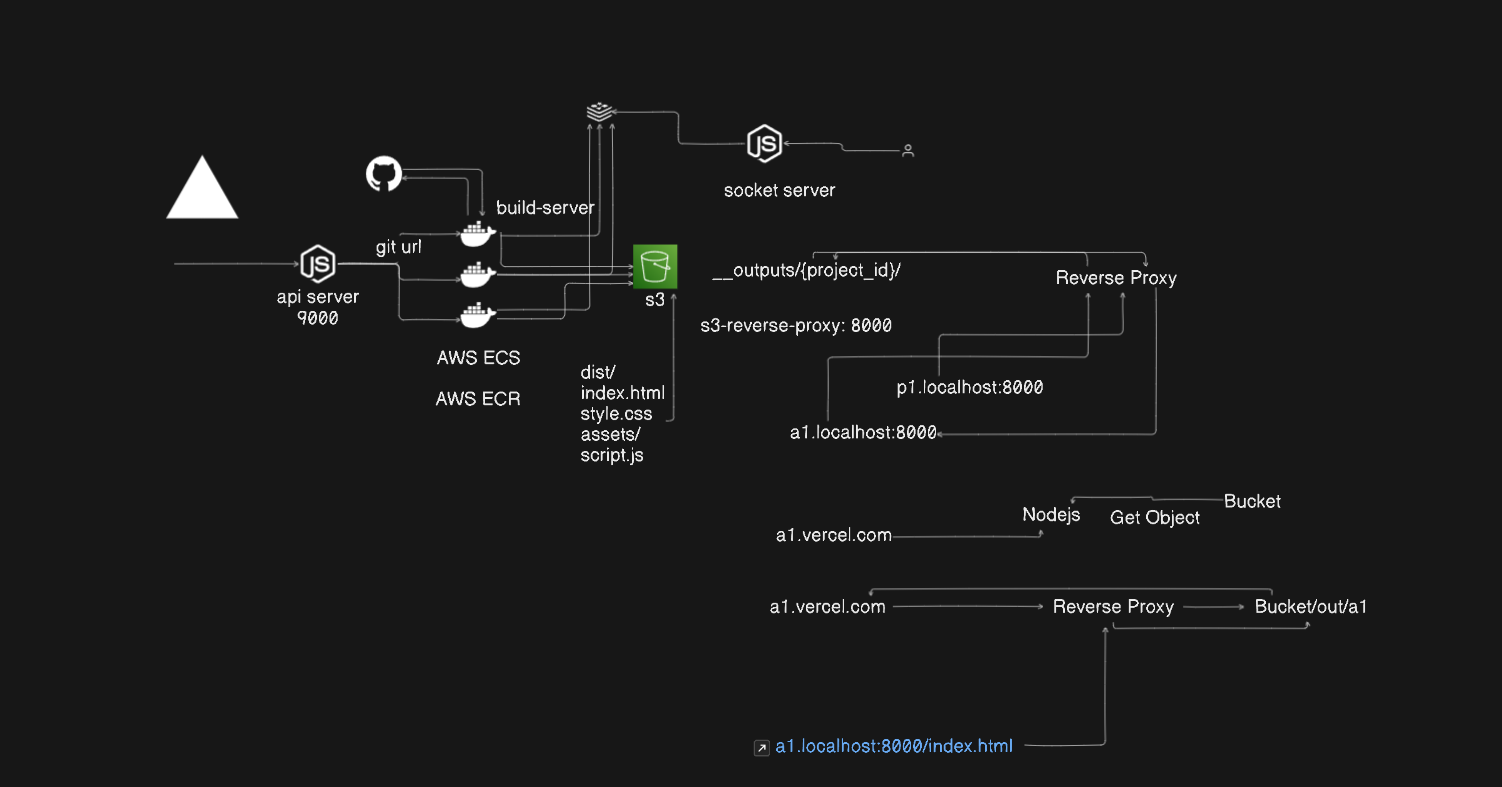 JS
socket server
build-server
git url
JS
api server
9000
s3
AWS ECS
AWS ECR
dist/
index.html
style.css
assets/
script.js
__outputs/{project_id}/
Reverse Proxy
s3-reverse-proxy: 8000
p1.localhost:8000
a1.localhost:8000
Bucket
Nodejs
Get Object
a1.vercel.com
a1.vercel.com
Reverse Proxy
Bucket/out/a1
a1.localhost:8000/index.html